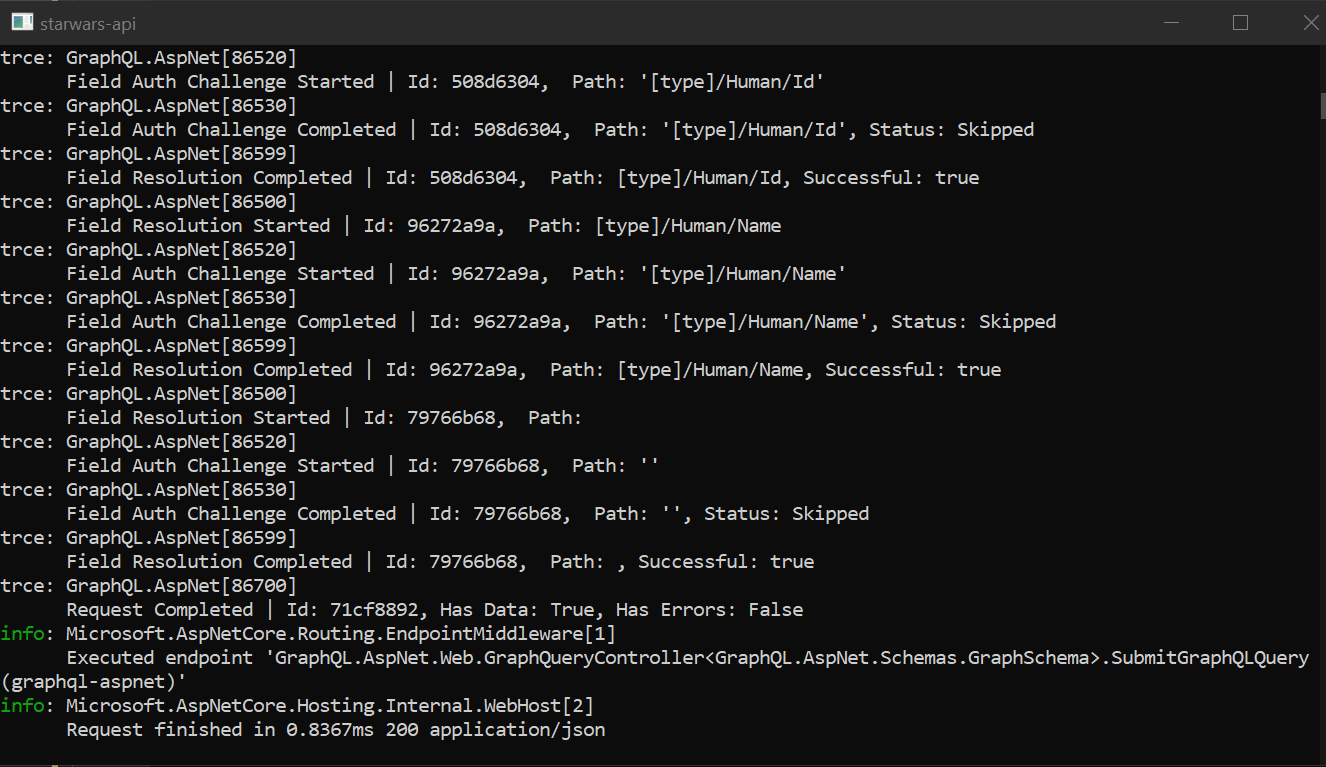 starwars-api
trce: GraphQL.AspNet[86520]
      Field Auth Challenge Started | Id: 508d6304,  Path: '[type]/Human/Id'
trce: GraphQL.AspNet[86530]
      Field Auth Challenge Completed | Id: 508d6304,  Path: '[type]/Human/Id', Status: Skipped
trce: GraphQL.AspNet[86599]
      Field Resolution Completed | Id: 508d6304,  Path: [type]/Human/Id, Successful: true
trce: GraphQL.AspNet[86500]
      Field Resolution Started | Id: 96272a9a,  Path: [type]/Human/Name
trce: GraphQL.AspNet[86520]
      Field Auth Challenge Started | Id: 96272a9a,  Path: '[type]/Human/Name'
trce: GraphQL.AspNet[86530]
      Field Auth Challenge Completed | Id: 96272a9a,  Path: '[type]/Human/Name', Status: Skipped
trce: GraphQL.AspNet[86599]
      Field Resolution Completed | Id: 96272a9a,  Path: [type]/Human/Name, Successful: true
trce: GraphQL.AspNet[86500]
      Field Resolution Started | Id: 79766b68,  Path:
trce: GraphQL.AspNet[86520]
      Field Auth Challenge Started | Id: 79766b68,  Path: ''
trce: GraphQL.AspNet[86530]
      Field Auth Challenge Completed | Id: 79766b68,  Path: '', Status: Skipped
trce: GraphQL.AspNet[86599]
      Field Resolution Completed | Id: 79766b68,  Path: , Successful: true
trce: GraphQL.AspNet[86700]
      Request Completed | Id: 71cf8892, Has Data: True, Has Errors: False
info: Microsoft.AspNetCore.Routing.EndpointMiddleware[1]
      Executed endpoint 'GraphQL.AspNet.Web.GraphQueryController<GraphQL.AspNet.Schemas.GraphSchema>.SubmitGraphQLQuery
(graphql-aspnet)'
info: Microsoft.AspNetCore.Hosting.Internal.WebHost[2]
      Request finished in 0.8367ms 200 application/json